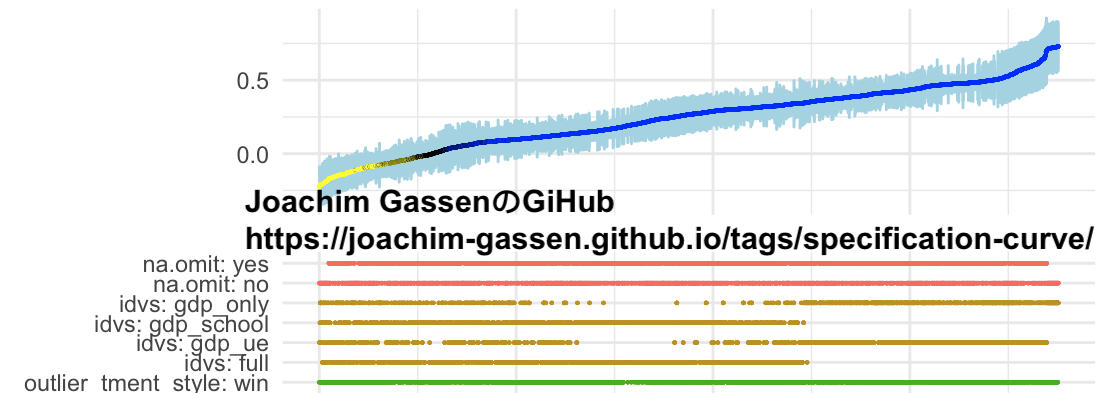 0.5
0.0
Joachim GassenのGiHub
https://joachim-gassen.github.io/tags/specification-curve/
na.omit: yes
na.omit: no
idvs: gdp_only
idvs: gdp_school
idvs: gdp_ue
idvs: full
outlier_tment_style: win